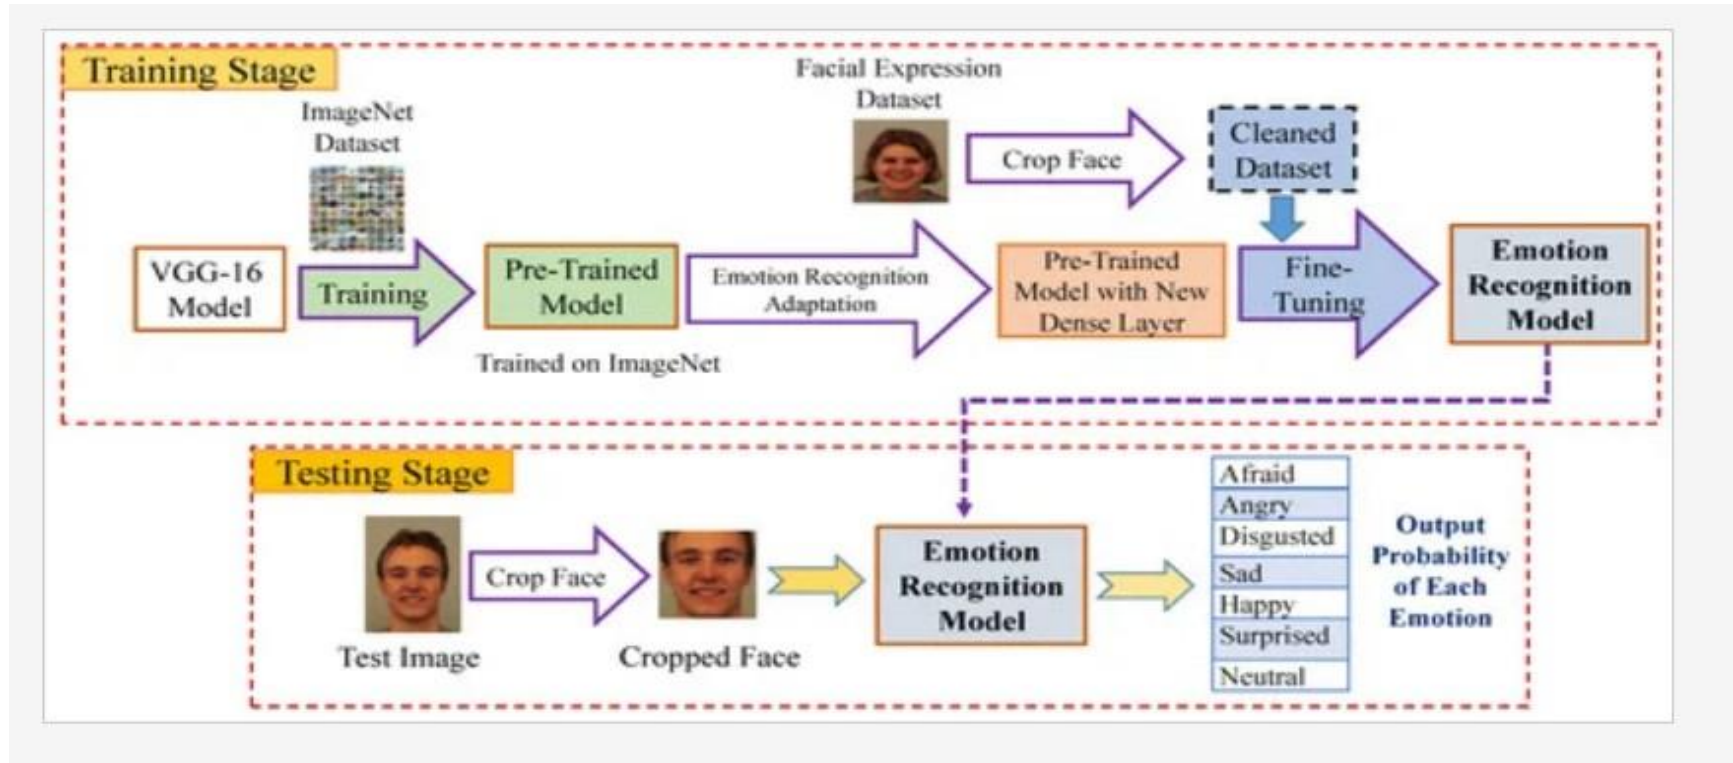 Training Stage
ImageNet
Dataset
Facial Expression
Dataset
Crop Face
Cleaned
Dataset
VGG-16
Model
Training
Pre-Trained
Model
Trained on ImageNet
Emotion Recognition
Adaptation
Pre-Trained
Model with New
Dense Layer
Fine-
Tuning
Emotion
Recognition
Model
Testing Stage
Test Image
Crop Face
Cropped Face
Emotion
Recognition
Model
Afraid
Angry
Disgusted
Sad
Happy
Surprised
Neutral
Output
Probability
of Each
Emotion